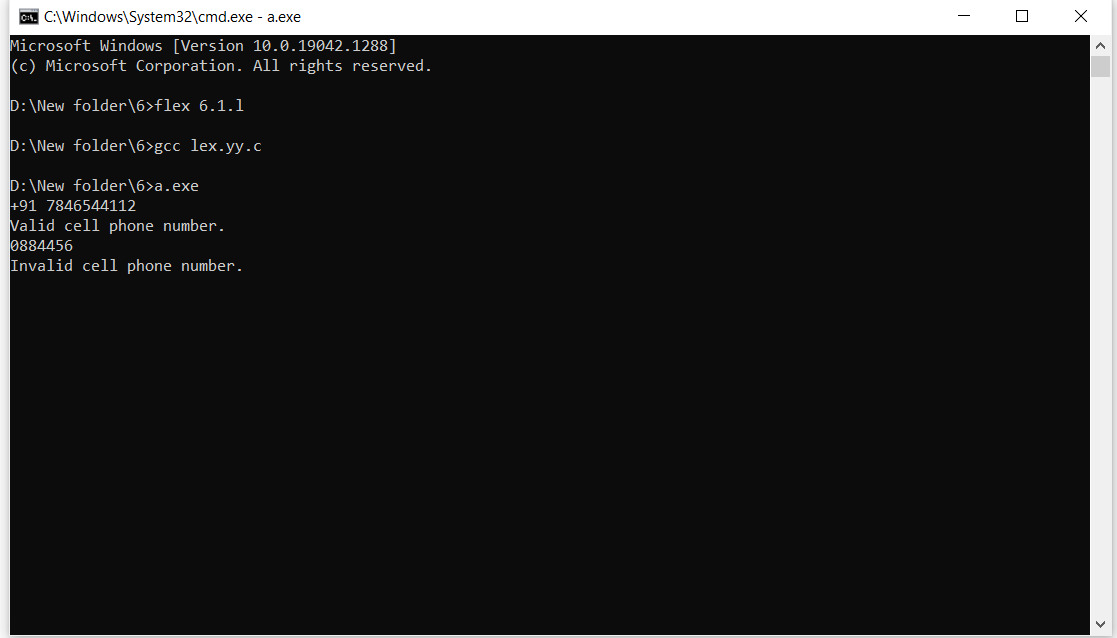 C:\Windows\System32\cmd.exe - a.exe
Microsoft Windows [Version 10.0.19042.1288]
(c) Microsoft Corporation. All rights reserved.
D:\New folder\6>flex 6.1.l
D:\New folder\6>gcc lex.yy.c
D:\New folder\6>a.exe
+91 7846544112
Valid cell phone number.
0884456
Invalid cell phone number.